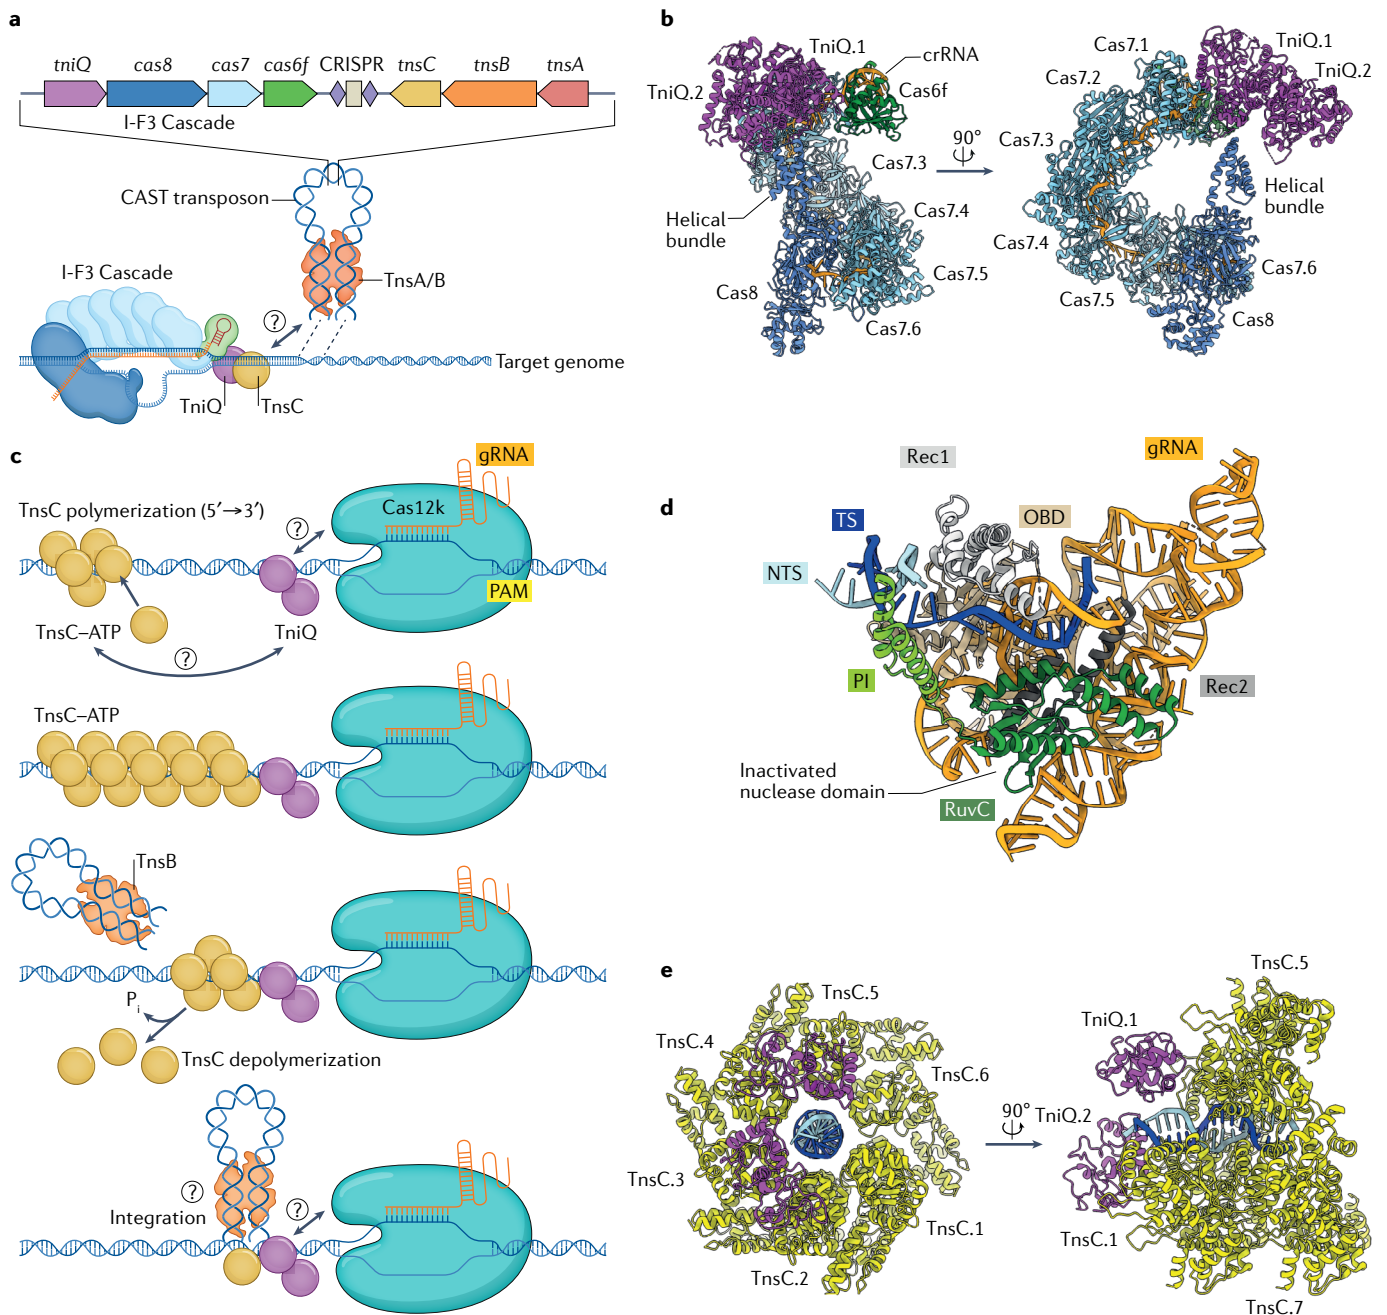 a
tniQ cas8 cas7 cas6f CRISPR tnsC tnsB tnsA
I-F3 Cascade
CAST transposon
I-F3 Cascade
TnsA/B
?
Target genome
TniQ TnsC
b
TniQ.1
crRNA
TniQ.2
Cas6f
Cas7.3
Helical
bundle
Cas7.4
Cas7.5
Cas8
Cas7.6
90°
Cas7.1
TniQ.1
Cas7.2
TniQ.2
Cas7.3
Helical
bundle
Cas7.4
Cas7.5
Cas7.6
Cas8
c
gRNA
TnsC polymerization (5′→3′)
?
Cas12k
PAM
TnsC–ATP
TniQ
?
TnsC–ATP
TnsB
Pi
TnsC depolymerization
?
?
Integration
d
Rec1
gRNA
TS
OBD
NTS
PI
Rec2
Inactivated
nuclease domain
RuvC
e
TnsC.5
TnsC.4
TnsC.6
TnsC.3
TnsC.1
TnsC.2
90°
TnsC.5
TniQ.1
TniQ.2
TnsC.1
TnsC.7